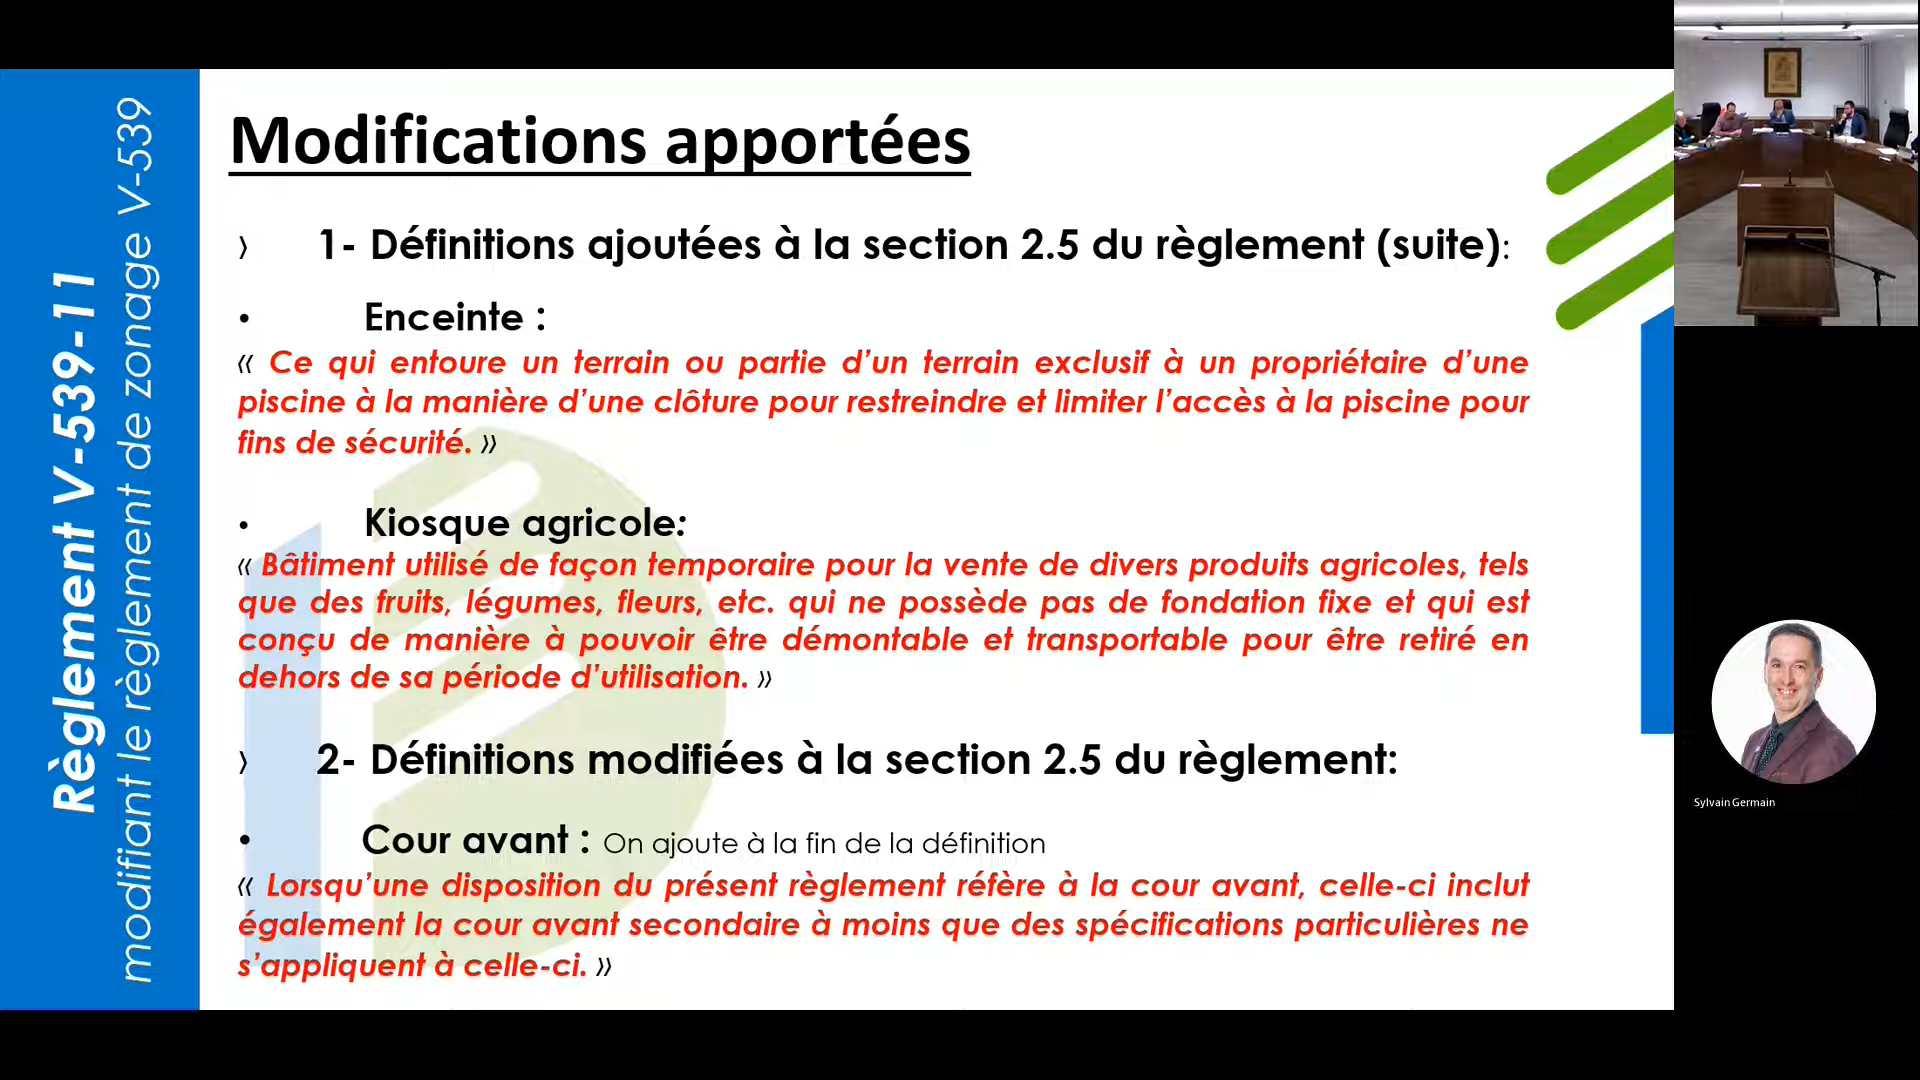 Règlement V-539-11
modifiant le règlement de zonage V-539
Modifications apportées
› 1- Définitions ajoutées à la section 2.5 du règlement (suite):
• Enceinte :
« Ce qui entoure un terrain ou partie d’un terrain exclusif à un propriétaire d’une
piscine à la manière d’une clôture pour restreindre et limiter l’accès à la piscine pour
fins de sécurité. »
• Kiosque agricole:
« Bâtiment utilisé de façon temporaire pour la vente de divers produits agricoles, tels
que des fruits, légumes, fleurs, etc. qui ne possède pas de fondation fixe et qui est
conçu de manière à pouvoir être démontable et transportable pour être retiré en
dehors de sa période d’utilisation. »
› 2- Définitions modifiées à la section 2.5 du règlement:
• Cour avant : On ajoute à la fin de la définition
« Lorsqu’une disposition du présent règlement réfère à la cour avant, celle-ci inclut
également la cour avant secondaire à moins que des spécifications particulières ne
s’appliquent à celle-ci. »
Sylvain Germain